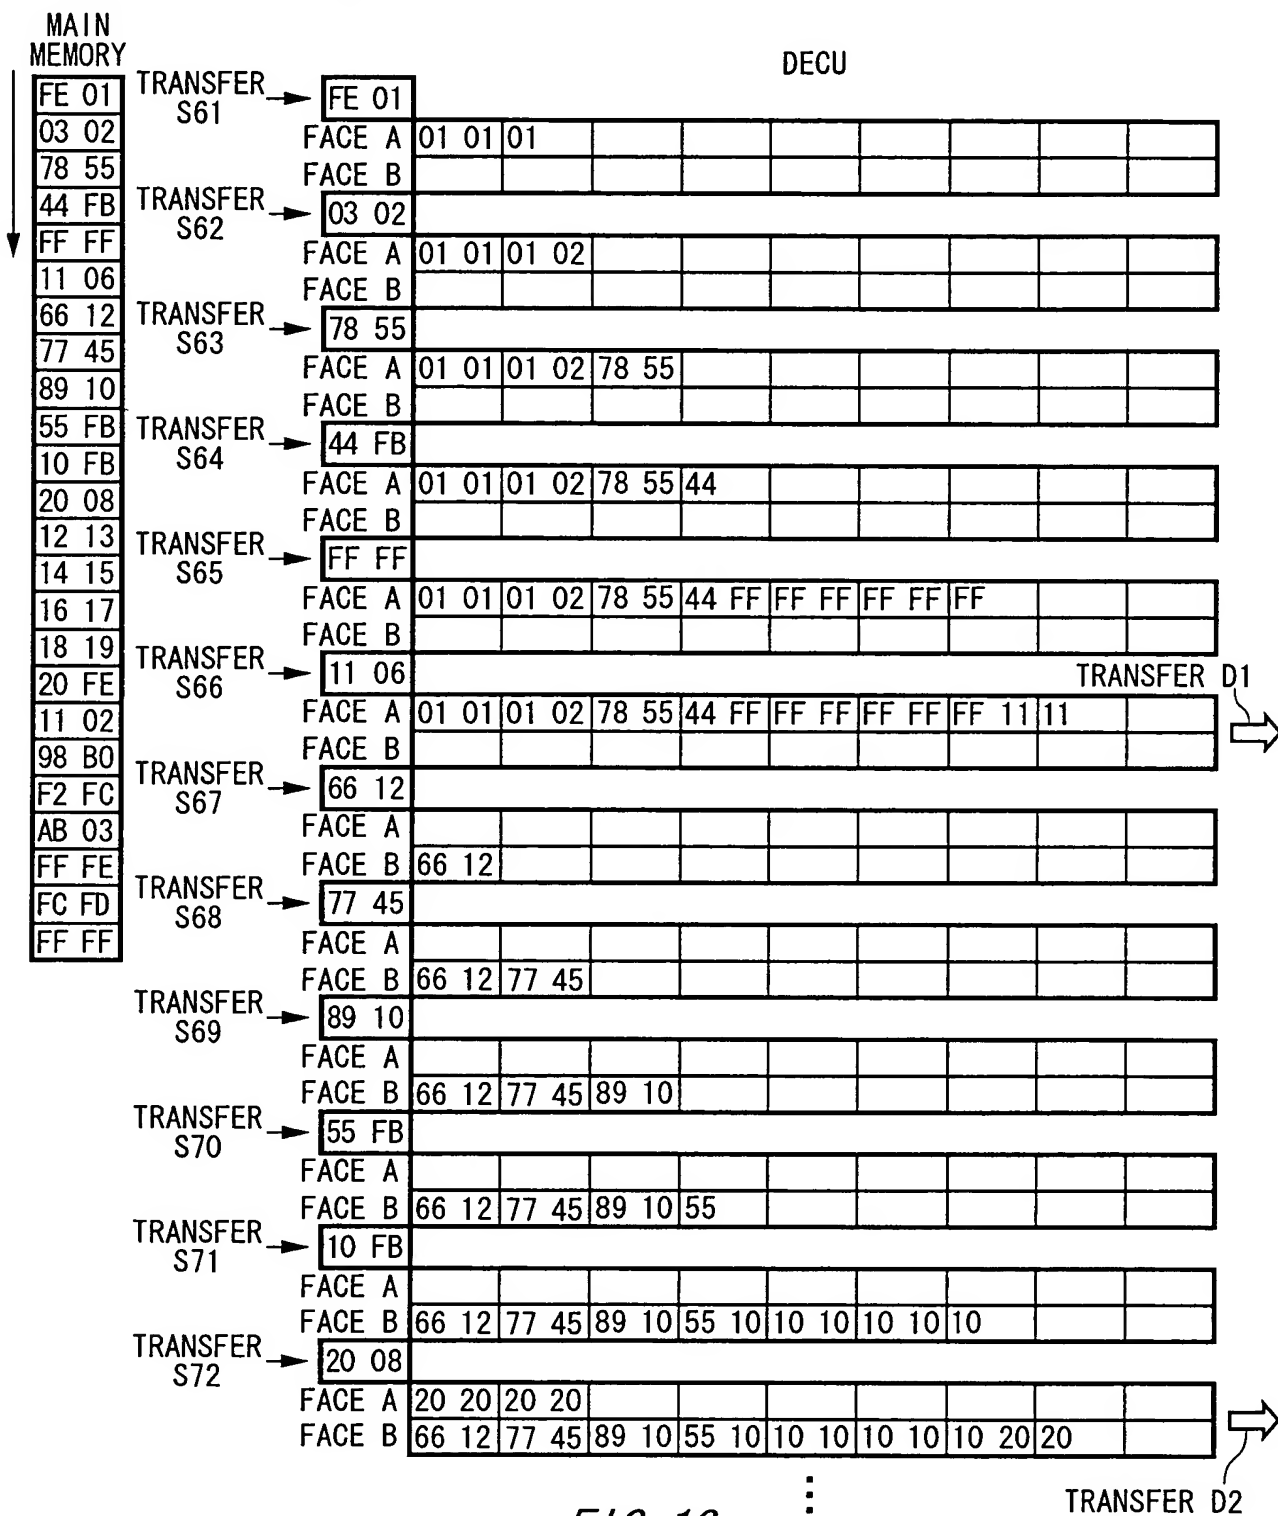 MAIN
MEMORY
FE 01
03 02
78 55
44 FB
FF FF
11 06
66 12
77 45
89 10
55 FB
10 FB
20 08
12 13
14 15
16 17
18 19
20 FE
11 02
98 B0
F2 FC
AB 03
FF FE
FC FD
FF FF
DECU
TRANSFER
S61
FE 01
FACE A 01 01 01
FACE B
TRANSFER
S62
03 02
FACE A 01 01 01 02
FACE B
TRANSFER
S63
78 55
FACE A 01 01 01 02 78 55
FACE B
TRANSFER
S64
44 FB
FACE A 01 01 01 02 78 55 44
FACE B
TRANSFER
S65
FF FF
FACE A 01 01 01 02 78 55 44 FF FF FF FF FF FF
FACE B
TRANSFER
S66
11 06
TRANSFER D1
FACE A 01 01 01 02 78 55 44 FF FF FF FF FF FF 11 11
FACE B
TRANSFER
S67
66 12
FACE A
FACE B 66 12
TRANSFER
S68
77 45
FACE A
FACE B 66 12 77 45
TRANSFER
S69
89 10
FACE A
FACE B 66 12 77 45 89 10
TRANSFER
S70
55 FB
FACE A
FACE B 66 12 77 45 89 10 55
TRANSFER
S71
10 FB
FACE A
FACE B 66 12 77 45 89 10 55 10 10 10 10 10 10
TRANSFER
S72
20 08
FACE A 20 20 20 20
FACE B 66 12 77 45 89 10 55 10 10 10 10 10 10 20 20
TRANSFER D2